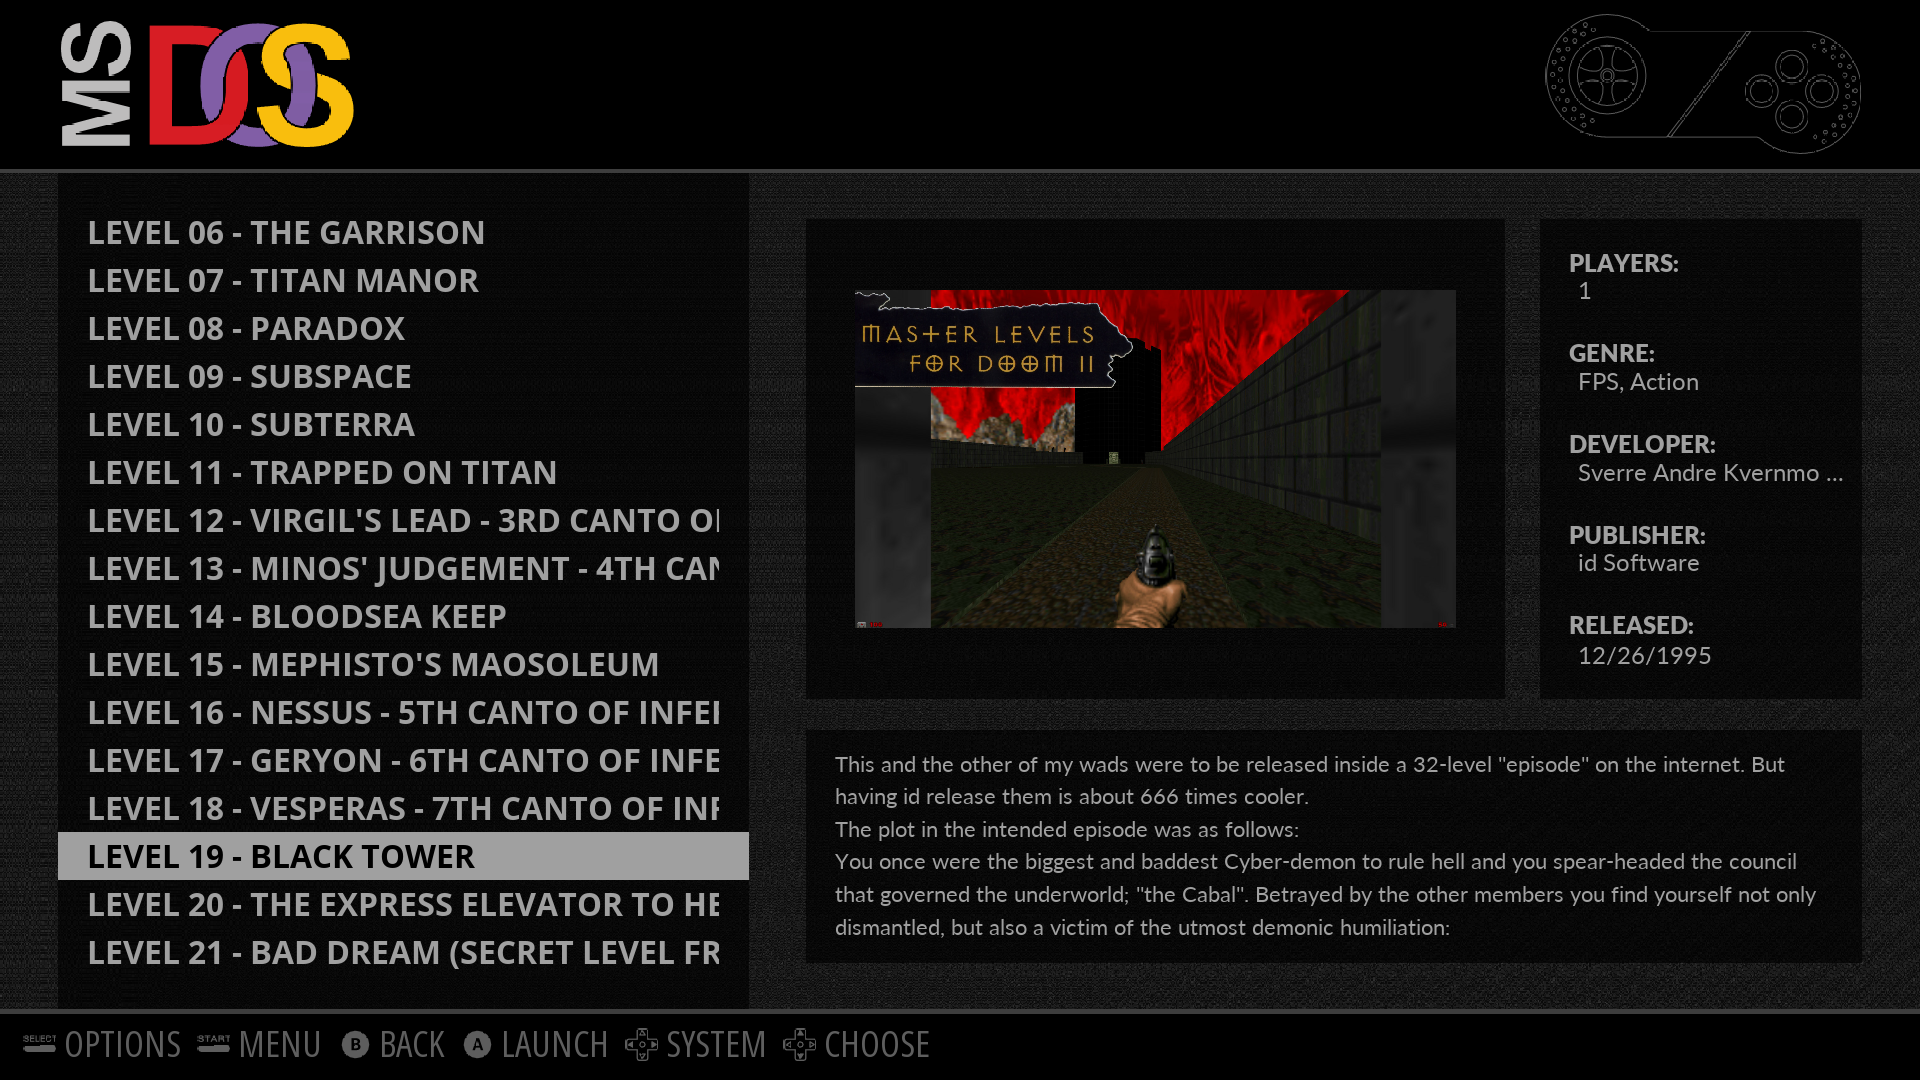 MS
DOS
LEVEL 06 - THE GARRISON
LEVEL 07 - TITAN MANOR
LEVEL 08 - PARADOX
LEVEL 09 - SUBSPACE
LEVEL 10 - SUBTERRA
LEVEL 11 - TRAPPED ON TITAN
LEVEL 12 - VIRGIL'S LEAD - 3RD CANTO
LEVEL 13 - MINOS' JUDGEMENT - 4TH
LEVEL 14 - BLOODSEA KEEP
LEVEL 15 - MEPHISTO'S MAOSOLEUM
LEVEL 16 - NESSUS - 5TH CANTO OF
LEVEL 17 - GERYON - 6TH CANTO OF INFE
LEVEL 18 - VESPERAS - 7TH CANTO OF
LEVEL 19 - BLACK TOWER
LEVEL 20 - THE EXPRESS ELEVATOR TO HE
LEVEL 21 - BAD DREAM (SECRET LEVEL FR
MASTER LEVELS
FOR DOOM II
PLAYERS:
1
GENRE:
FPS, Action
DEVELOPER:
Sverre Andre Kvernmo ...
PUBLISHER:
id Software
RELEASED:
12/26/1995
This and the other of my wads were to be released inside a 32-level "episode" on the internet. But
having id release them is about 666 times cooler.
The plot in the intended episode was as follows:
You once were the biggest and baddest Cyber-demon to rule hell and you spear-headed the council
that governed the underworld; "the Cabal". Betrayed by the other members you find yourself not only
dismantled, but also a victim of the utmost demonic humiliation:
SELECT OPTIONS START MENU B BACK A LAUNCH SYSTEM CHOOSE